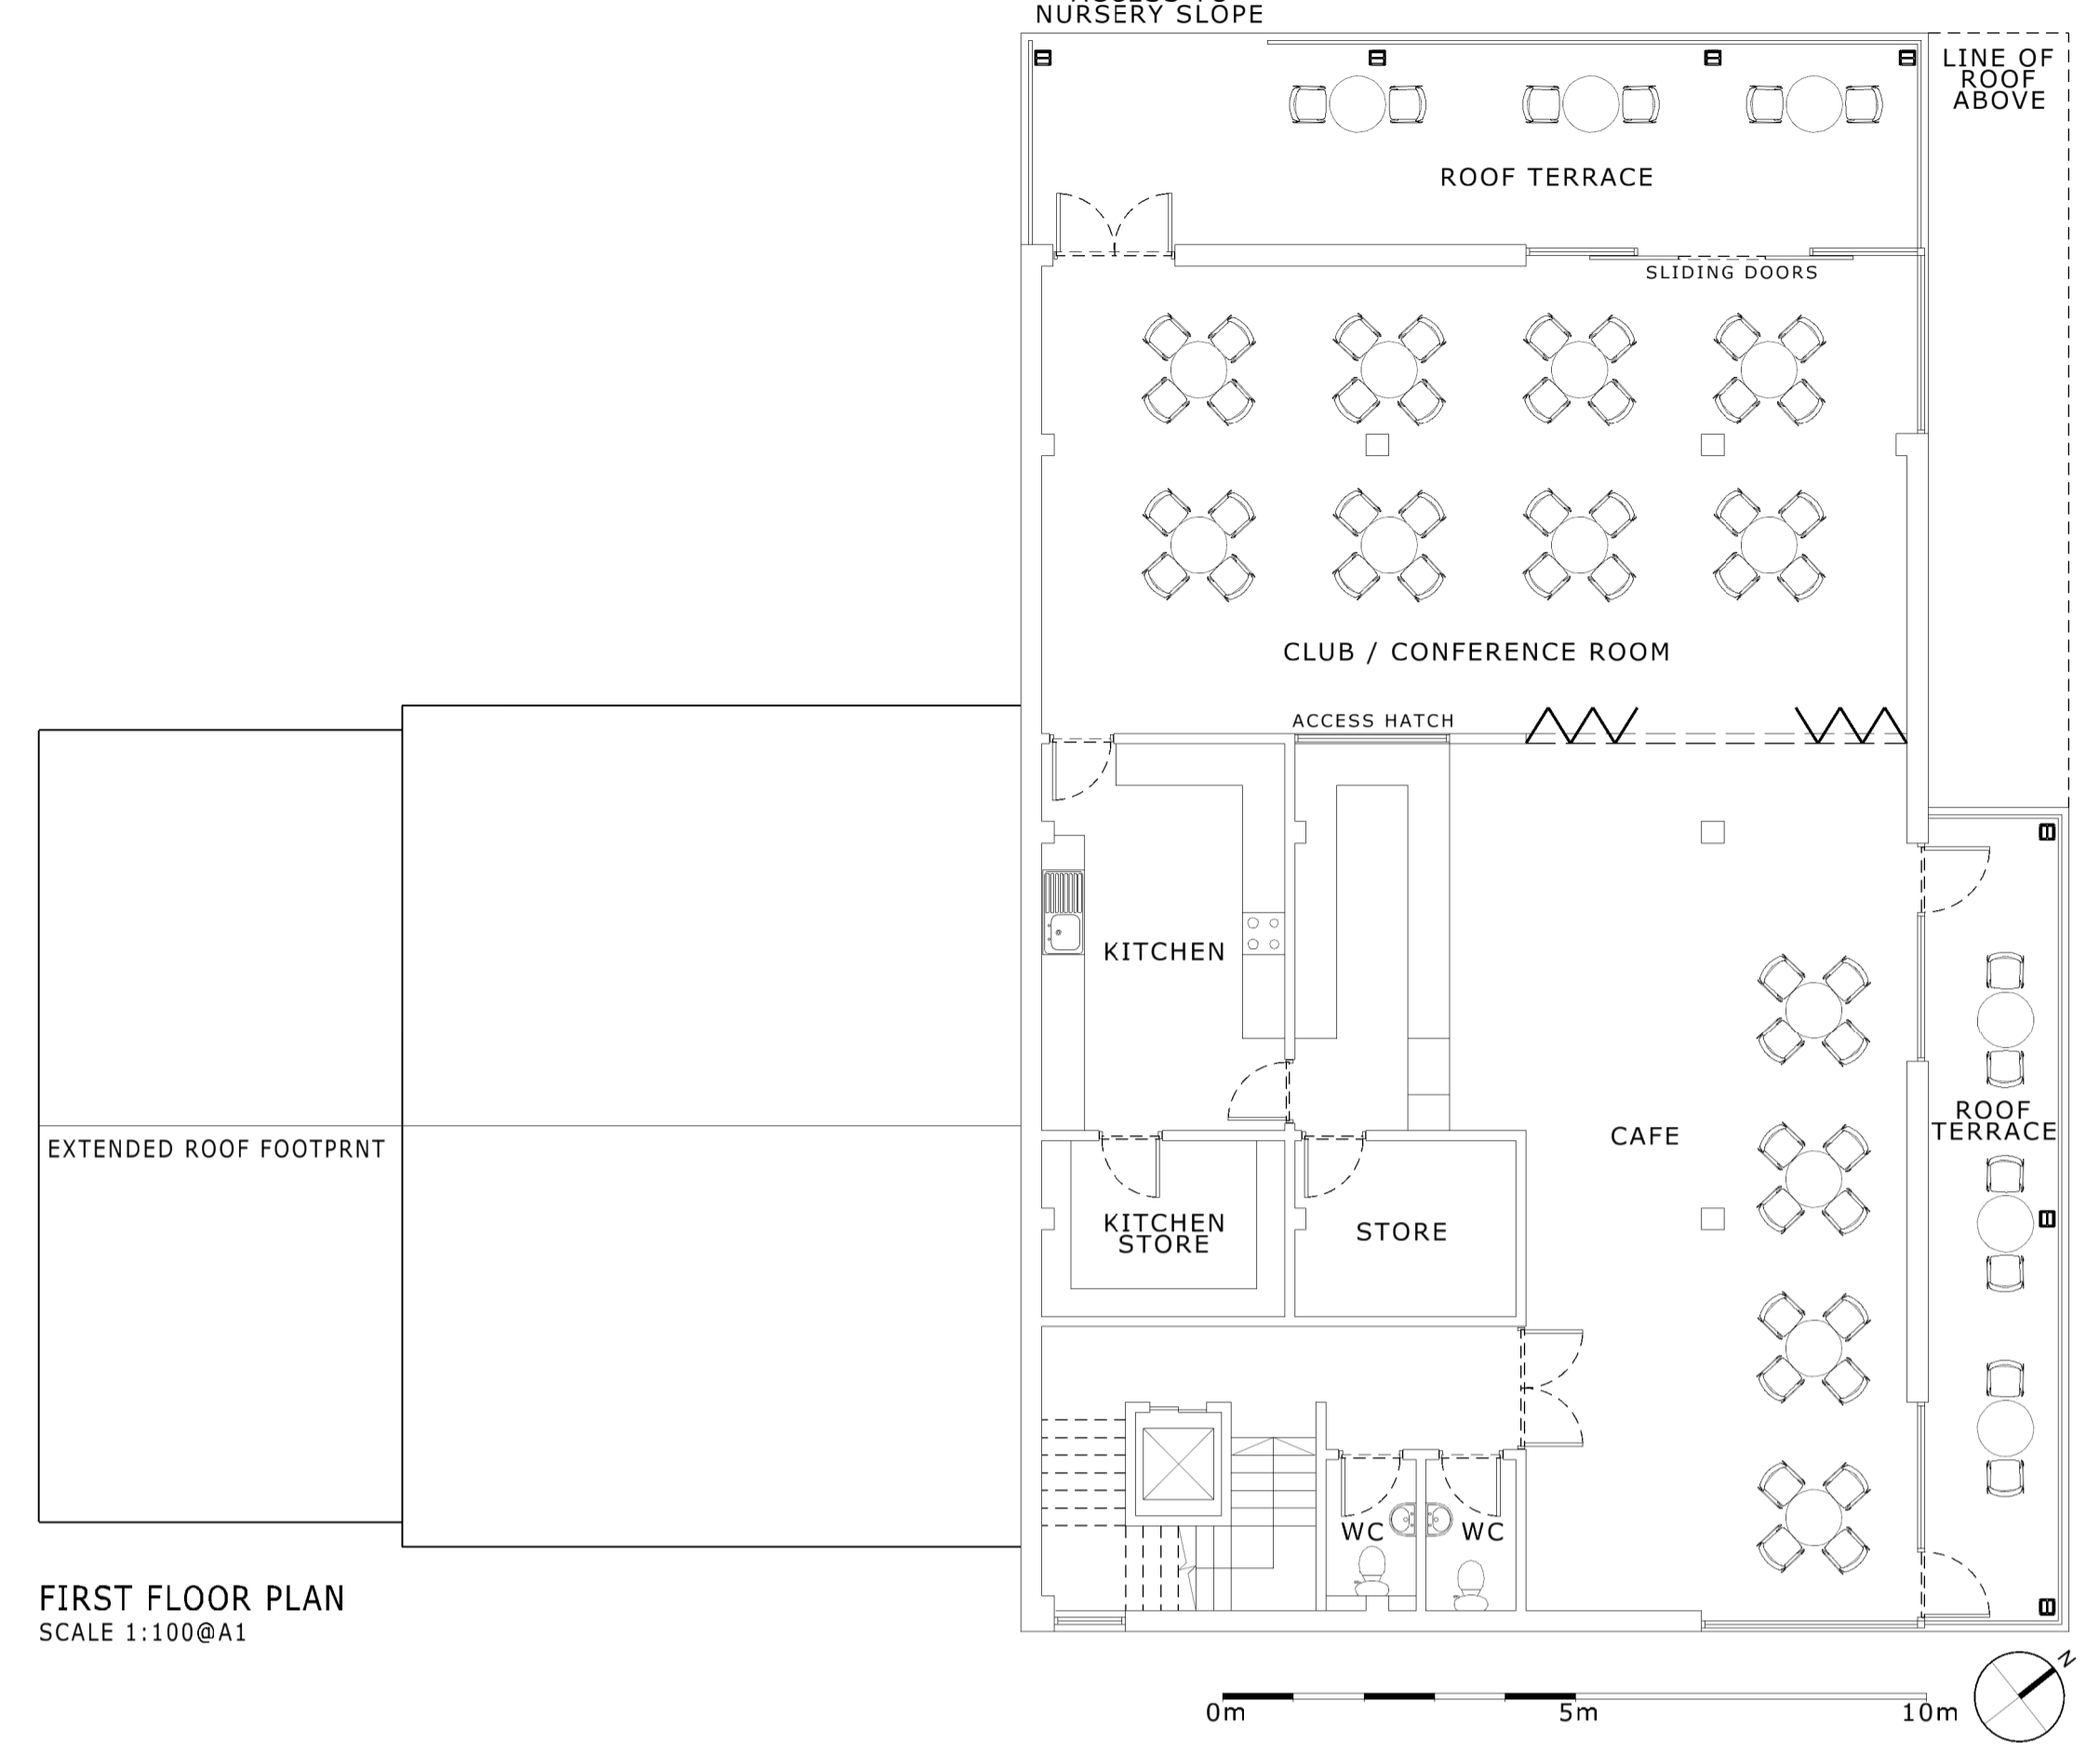 NURSERY SLOPE
LINE OF
ROOF
ABOVE
ROOF TERRACE
SLIDING DOORS
CLUB / CONFERENCE ROOM
ACCESS HATCH
KITCHEN
ROOF
TERRACE
CAFE
EXTENDED ROOF FOOTPRNT
KITCHEN
STORE
STORE
WC
WC
FIRST FLOOR PLAN
SCALE 1:100@A1
N
0m
5m
10m